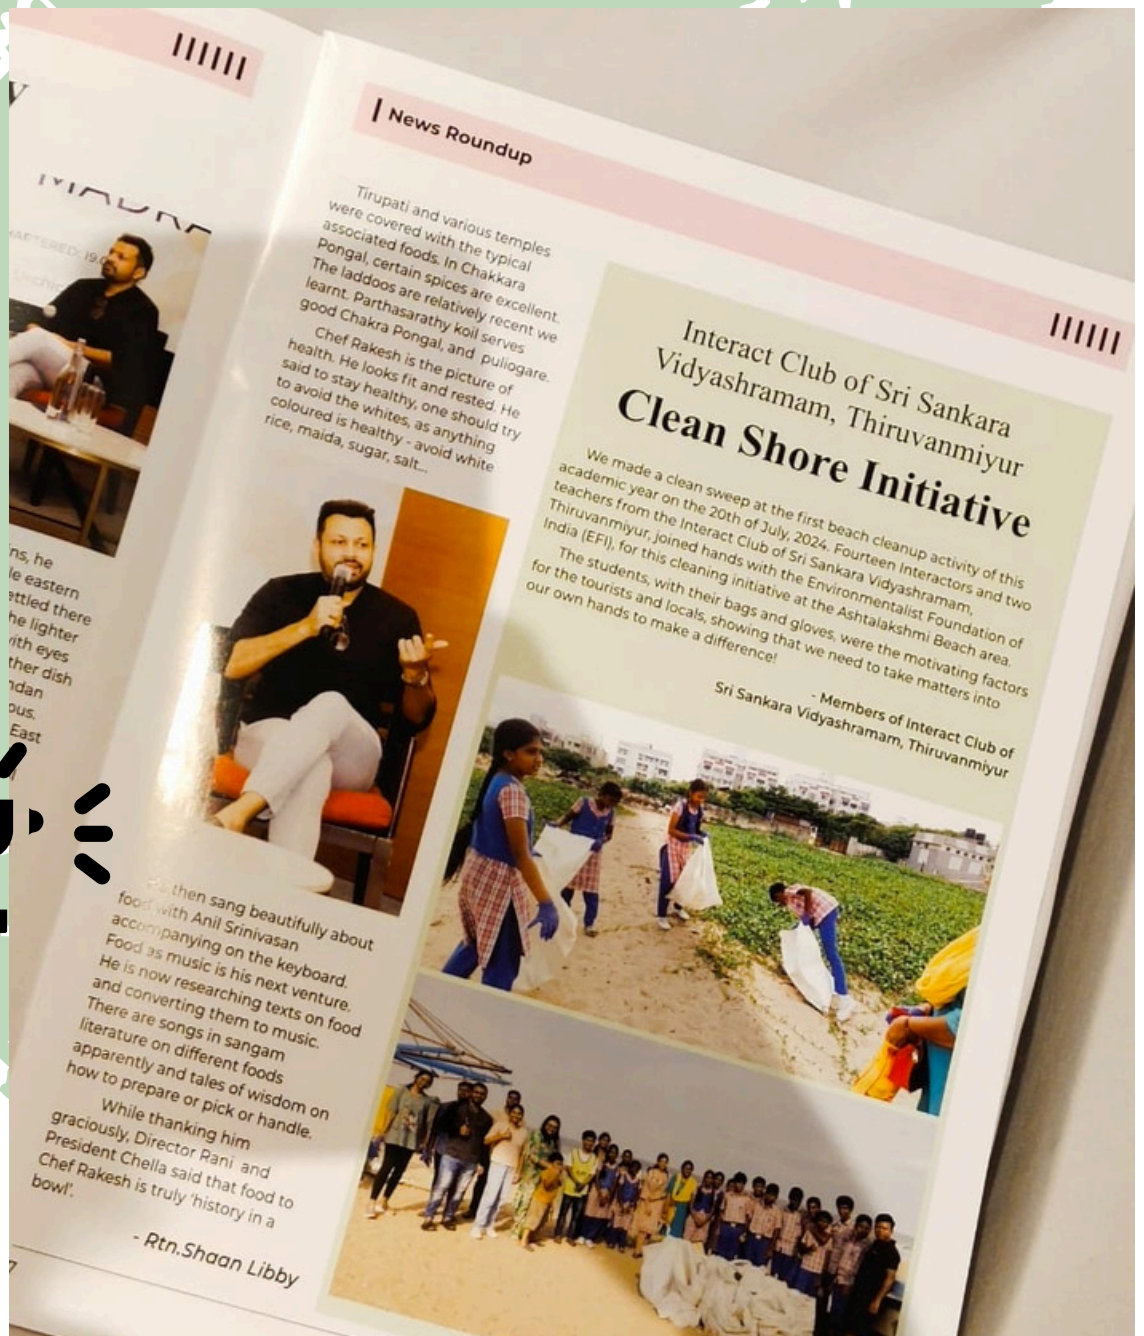 MADRA
News Roundup
Tirupati and various temples
were covered with the typical
associated foods. In Chakkara
Pongal, certain spices are excellent.
The laddoos are relatively recent we
learnt. Parthasarathy koil serves
good Chakra Pongal, and puliogare.
Chef Rakesh is the picture of
health. He looks fit and rested. He
said to stay healthy, one should try
to avoid the whites, as anything
coloured is healthy - avoid white
rice, maida, sugar, salt...
then sang beautifully about
food with Anil Srinivasan
accompanying on the keyboard.
Food as music is his next venture.
He is now researching texts on food
and converting them to music.
There are songs in sangam
literature on different foods
apparently and tales of wisdom on
how to prepare or pick or handle.
While thanking him
graciously, Director Rani and
President Chella said that food to
Chef Rakesh is truly 'history in a
bowl'.
- Rtn.Shaan Libby
Interact Club of Sri Sankara
Vidyashramam, Thiruvanmiyur
Clean Shore Initiative
We made a clean sweep at the first beach cleanup activity of this
academic year on the 20th of July, 2024. Fourteen Interactors and two
teachers from the Interact Club of Sri Sankara Vidyashramam,
Thiruvanmiyur, joined hands with the Environmentalist Foundation of
India (EFI), for this cleaning initiative at the Ashtalakshmi Beach area.
The students, with their bags and gloves, were the motivating factors
for the tourists and locals, showing that we need to take matters into
our own hands to make a difference!
- Members of Interact Club of
Sri Sankara Vidyashramam, Thiruvanmiyur
ns, he
le eastern
ettled there
he lighter
ith eyes
ther dish
ndan
ous.
East
7